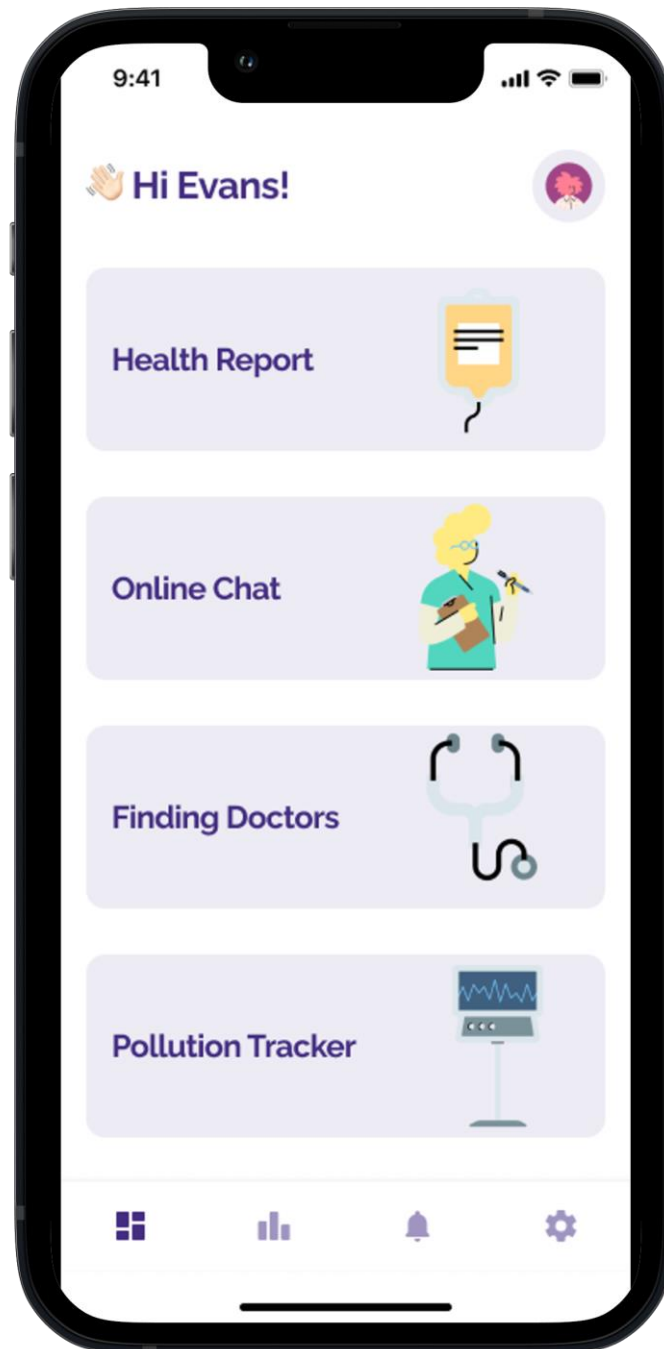 9:41
👋🏻 Hi Evans!
Health Report
Online Chat
Finding Doctors
Pollution Tracker